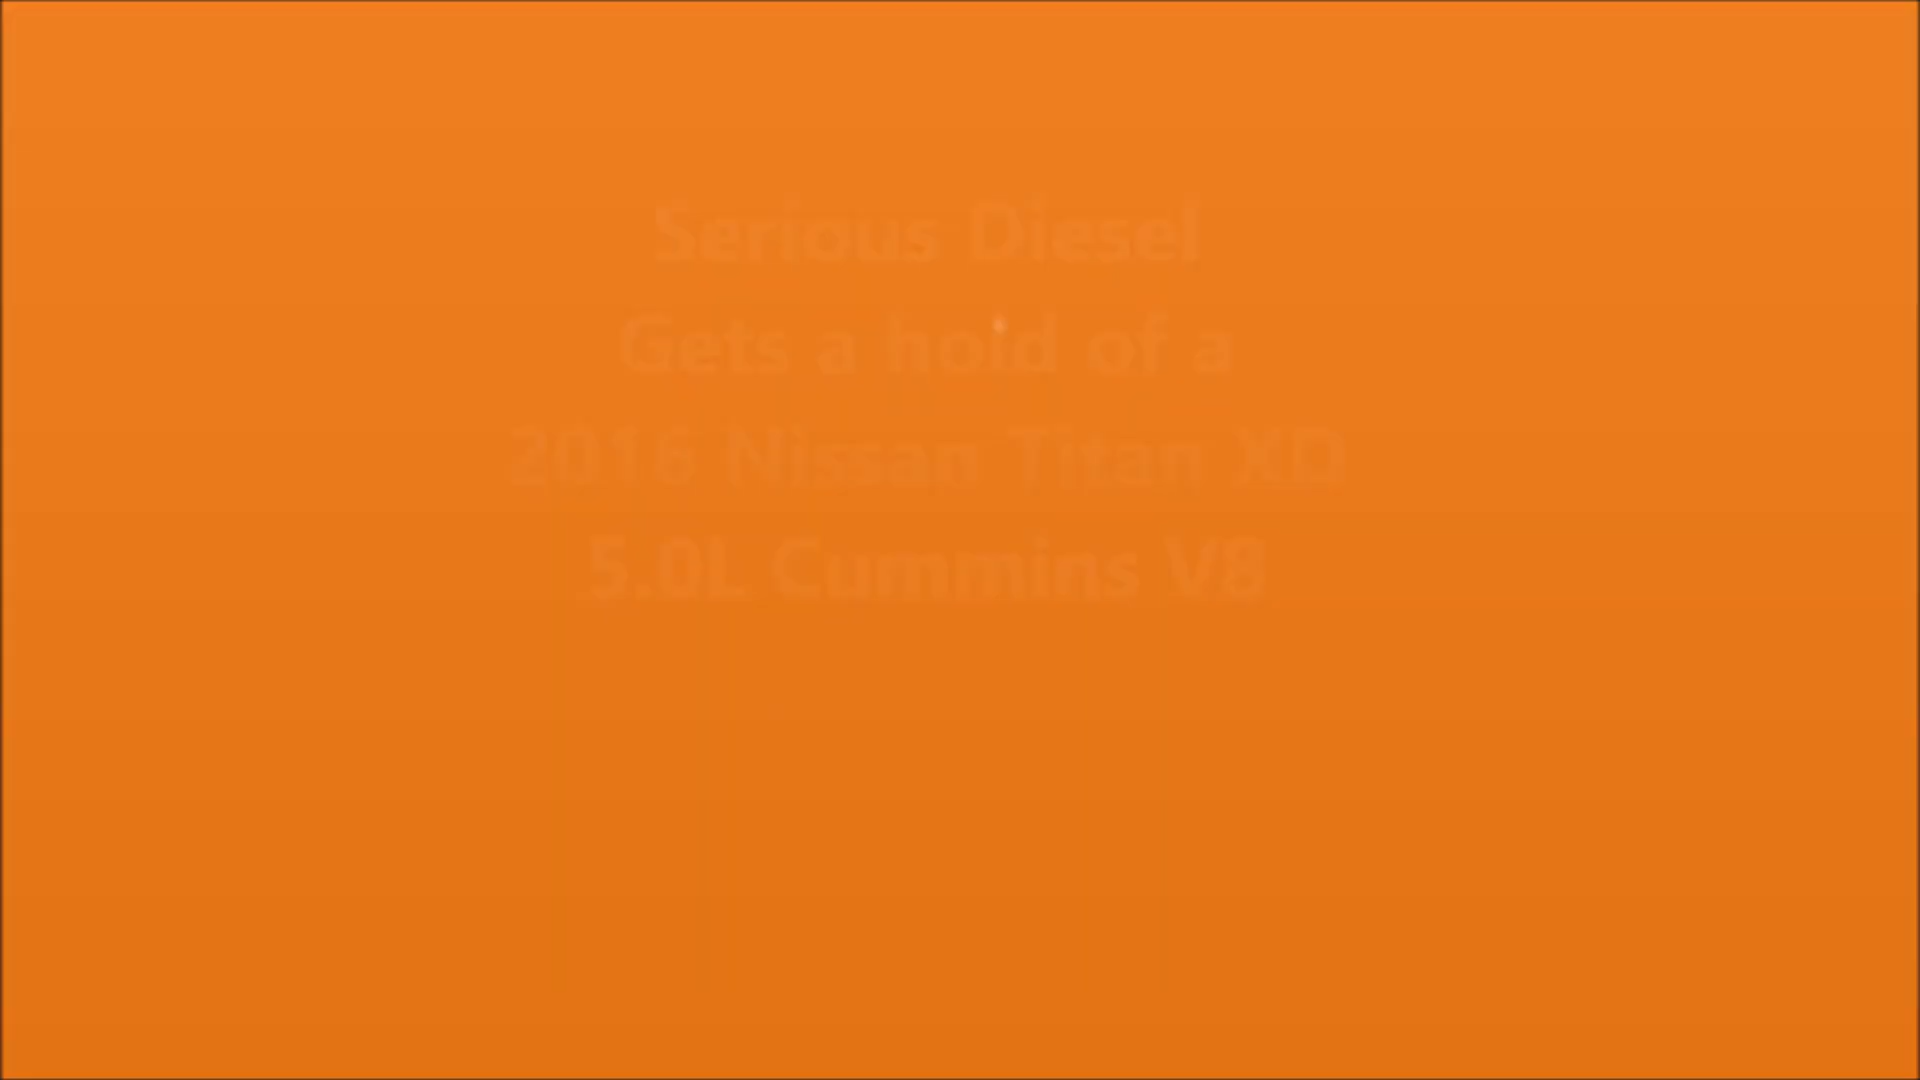 Serious Diesel
Gets a hold of a
2016 Nissan Titan XD
5.0L Cummins V8